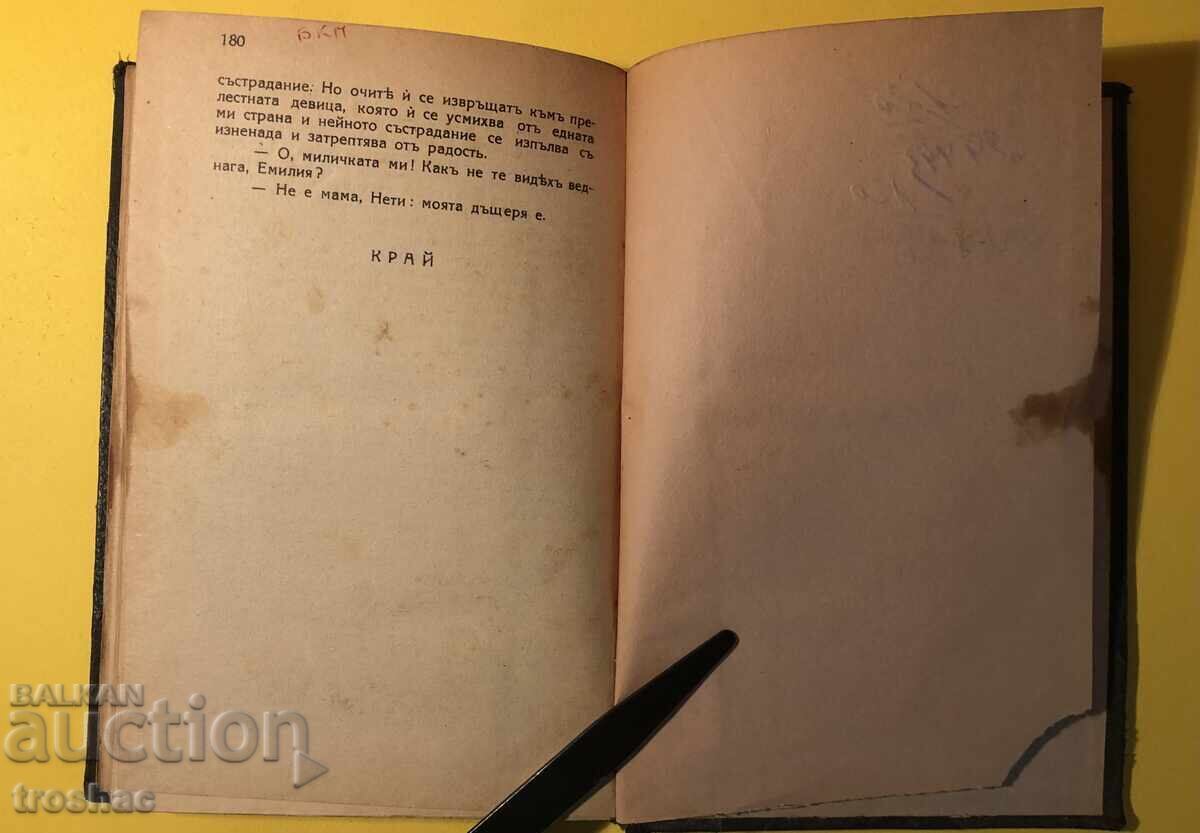 180
БКМ
състрадание. Но очитѣ ѝ се извръщатъ къмъ пре-
лестната девица, която ѝ се усмихва отъ едната
ми страна и нейното състрадание се изпълва съ
изненада и затрептява отъ радость.
— О, миличката ми! Какъ не те видѣхъ вед-
нага, Емилия?
— Не е мама, Нети: моята дъщеря е.
КРАЙ
BALKAN
auction
troshac